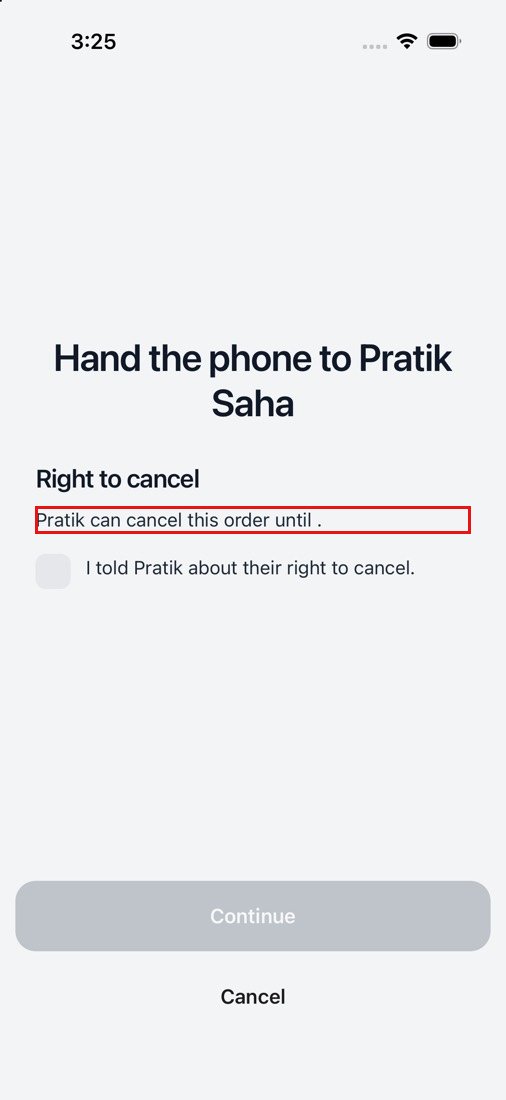 3:25
Hand the phone to Pratik
Saha
Right to cancel
Pratik can cancel this order until .
I told Pratik about their right to cancel.
Continue
Cancel